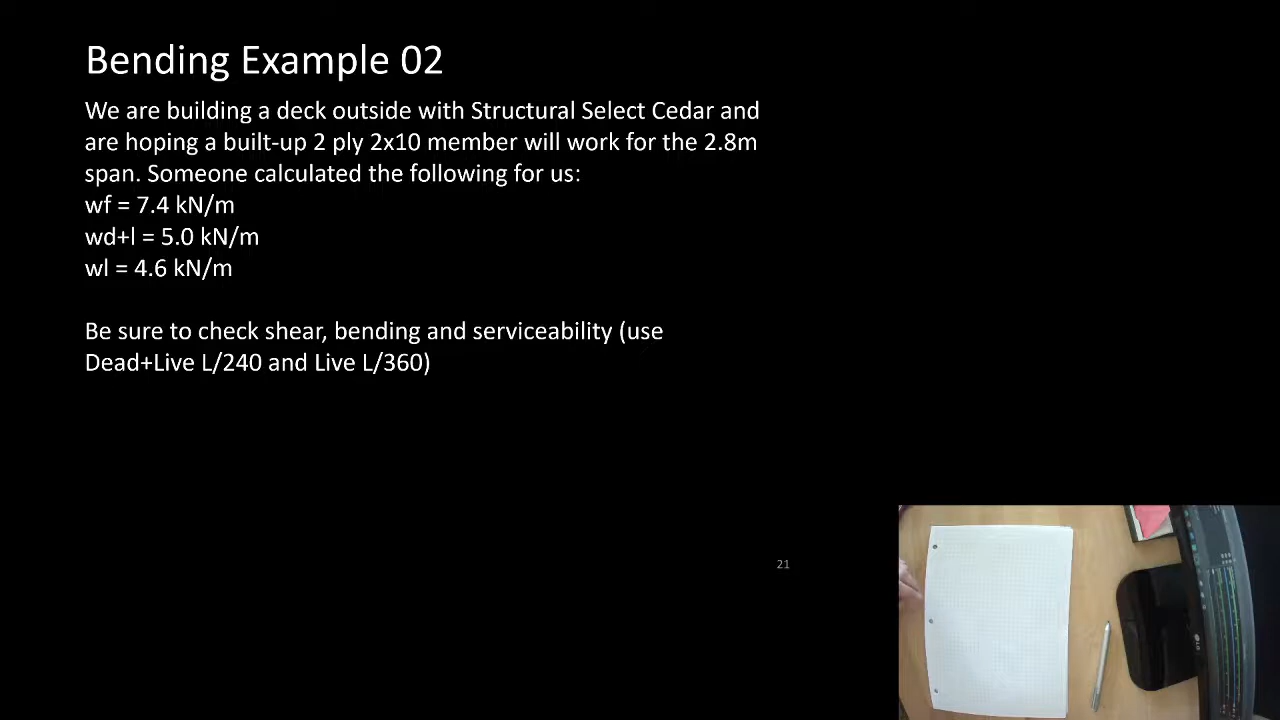 Bending Example 02
We are building a deck outside with Structural Select Cedar and
are hoping a built-up 2 ply 2x10 member will work for the 2.8m
span. Someone calculated the following for us:
wf = 7.4 kN/m
wd+l = 5.0 kN/m
wl = 4.6 kN/m
Be sure to check shear, bending and serviceability (use
Dead+Live L/240 and Live L/360)
21
LG